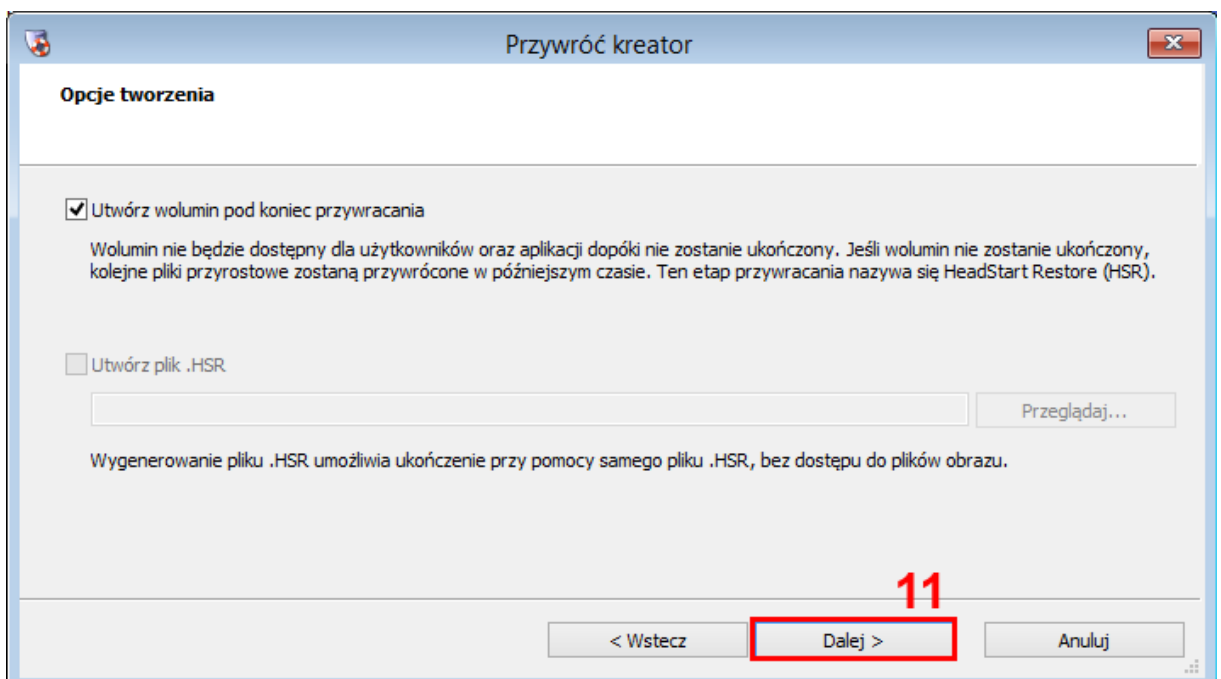 Przywróć kreator
Opcje tworzenia
Utwórz wolumin pod koniec przywracania
Wolumin nie będzie dostępny dla użytkowników oraz aplikacji dopóki nie zostanie ukończony. Jeśli wolumin nie zostanie ukończony,
kolejne pliki przyrostowe zostaną przywrócone w późniejszym czasie. Ten etap przywracania nazywa się HeadStart Restore (HSR).
Utwórz plik .HSR
Przeglądaj...
Wygenerowanie pliku .HSR umożliwia ukończenie przy pomocy samego pliku .HSR, bez dostępu do plików obrazu.
11
< Wstecz
Dalej >
Anuluj